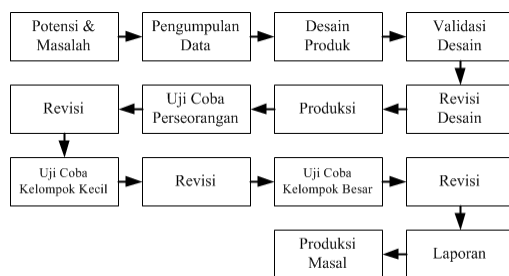 Potensi &
Masalah
Pengumpulan
Data
Desain
Produk
Validasi
Desain
Revisi
Desain
Produksi
Uji Coba
Perseorangan
Revisi
Uji Coba
Kelompok Kecil
Revisi
Uji Coba
Kelompok Besar
Revisi
Laporan
Produksi
Masal